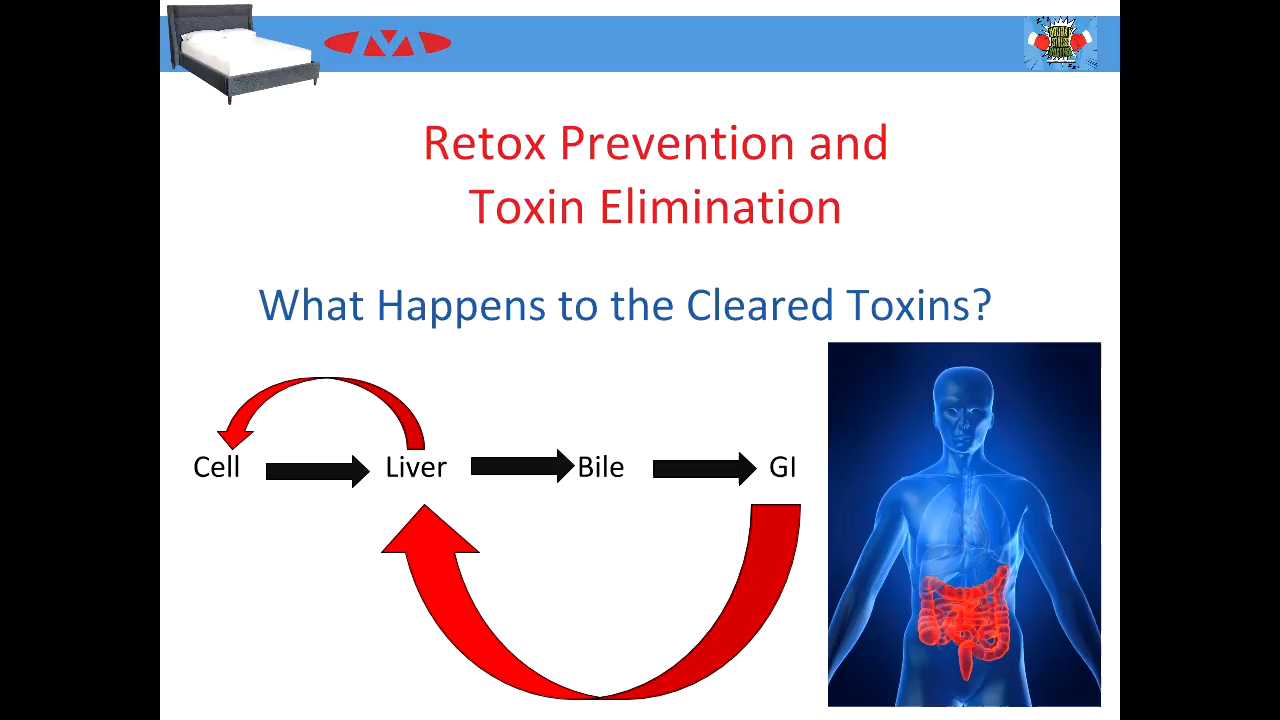 Retox Prevention and
Toxin Elimination
What Happens to the Cleared Toxins?
Cell
Liver
Bile
GI